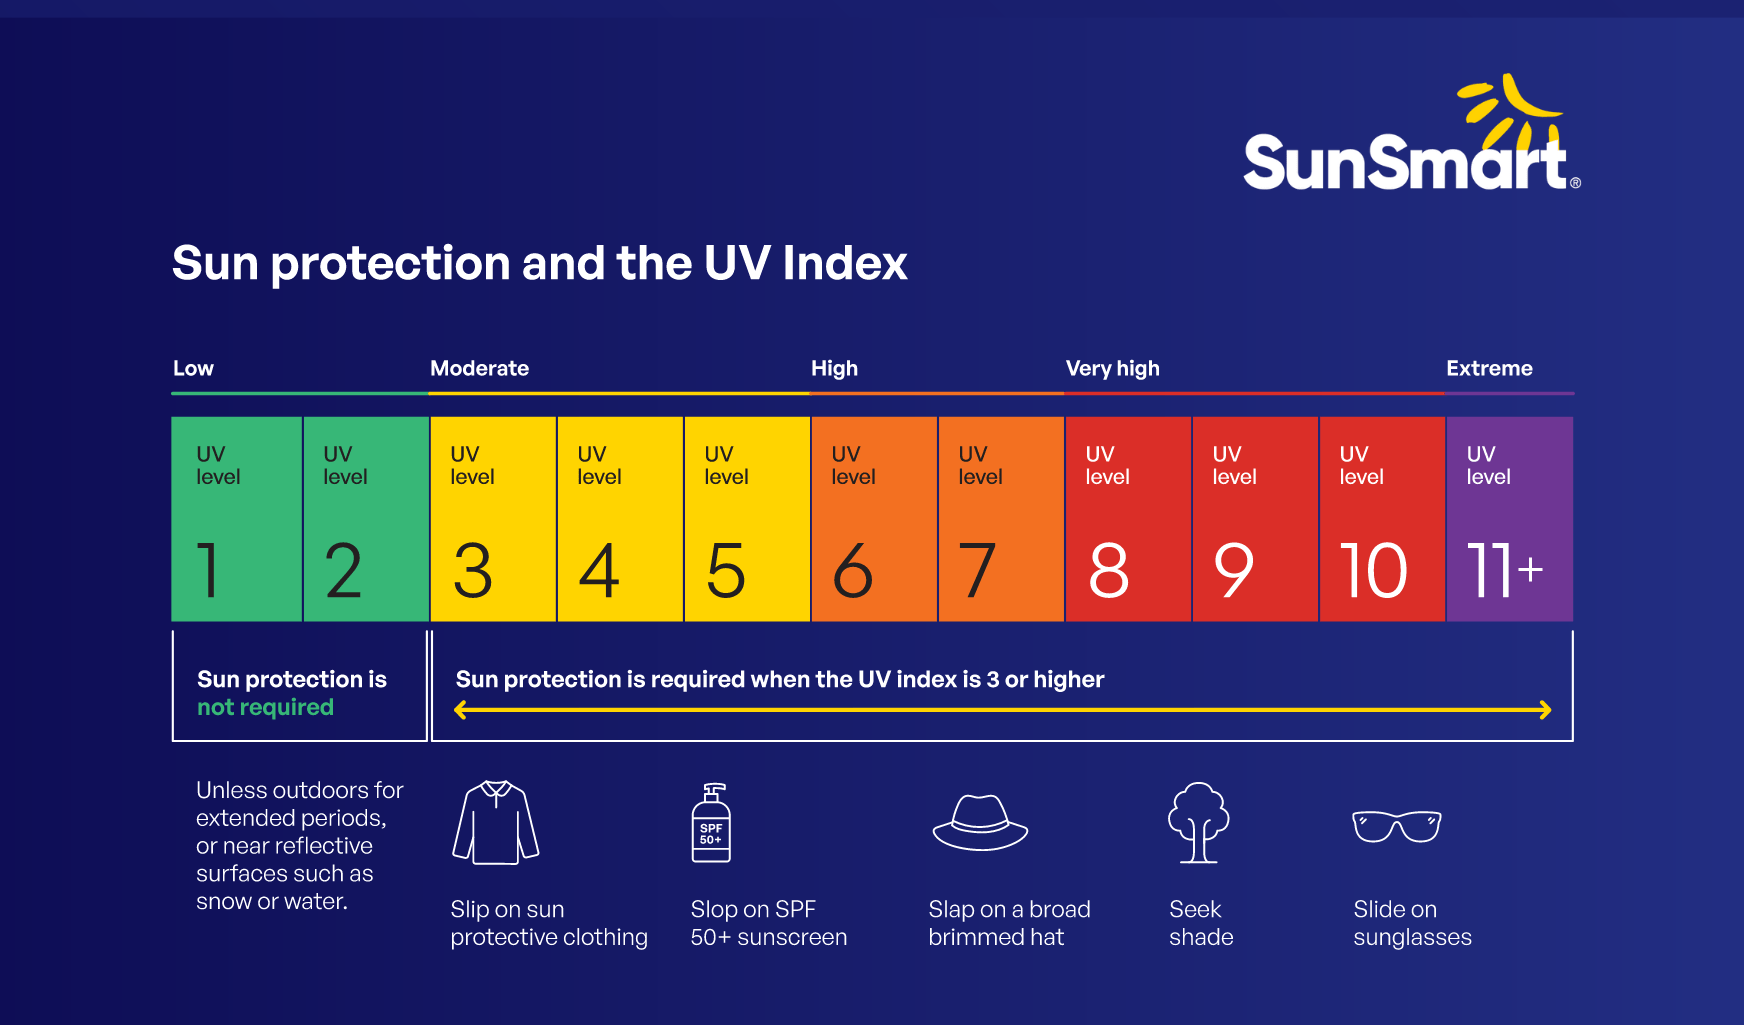 SunSmart®
Sun protection and the UV Index
Low Moderate High Very high Extreme
UV level 1
UV level 2
UV level 3
UV level 4
UV level 5
UV level 6
UV level 7
UV level 8
UV level 9
UV level 10
UV level 11+
Sun protection is
not required
Sun protection is required when the UV index is 3 or higher
Unless outdoors for
extended periods,
or near reflective
surfaces such as
snow or water.
Slip on sun
protective clothing
SPF
50+
Slop on SPF
50+ sunscreen
Slap on a broad
brimmed hat
Seek
shade
Slide on
sunglasses